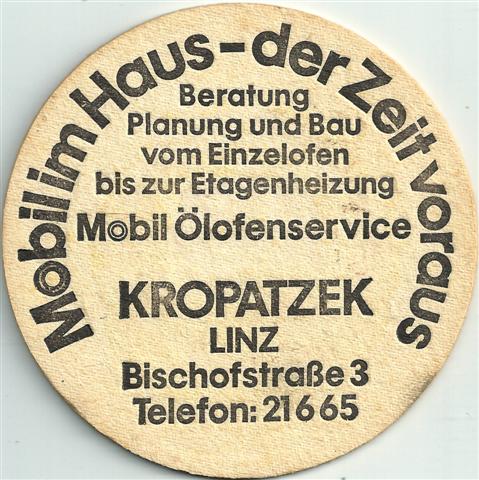 Mobil im Haus – der Zeit voraus
Beratung
Planung und Bau
vom Einzelofen
bis zur Etagenheizung
Mobil Ölofenservice
KROPATZEK
LINZ
Bischofstraße 3
Telefon: 21665